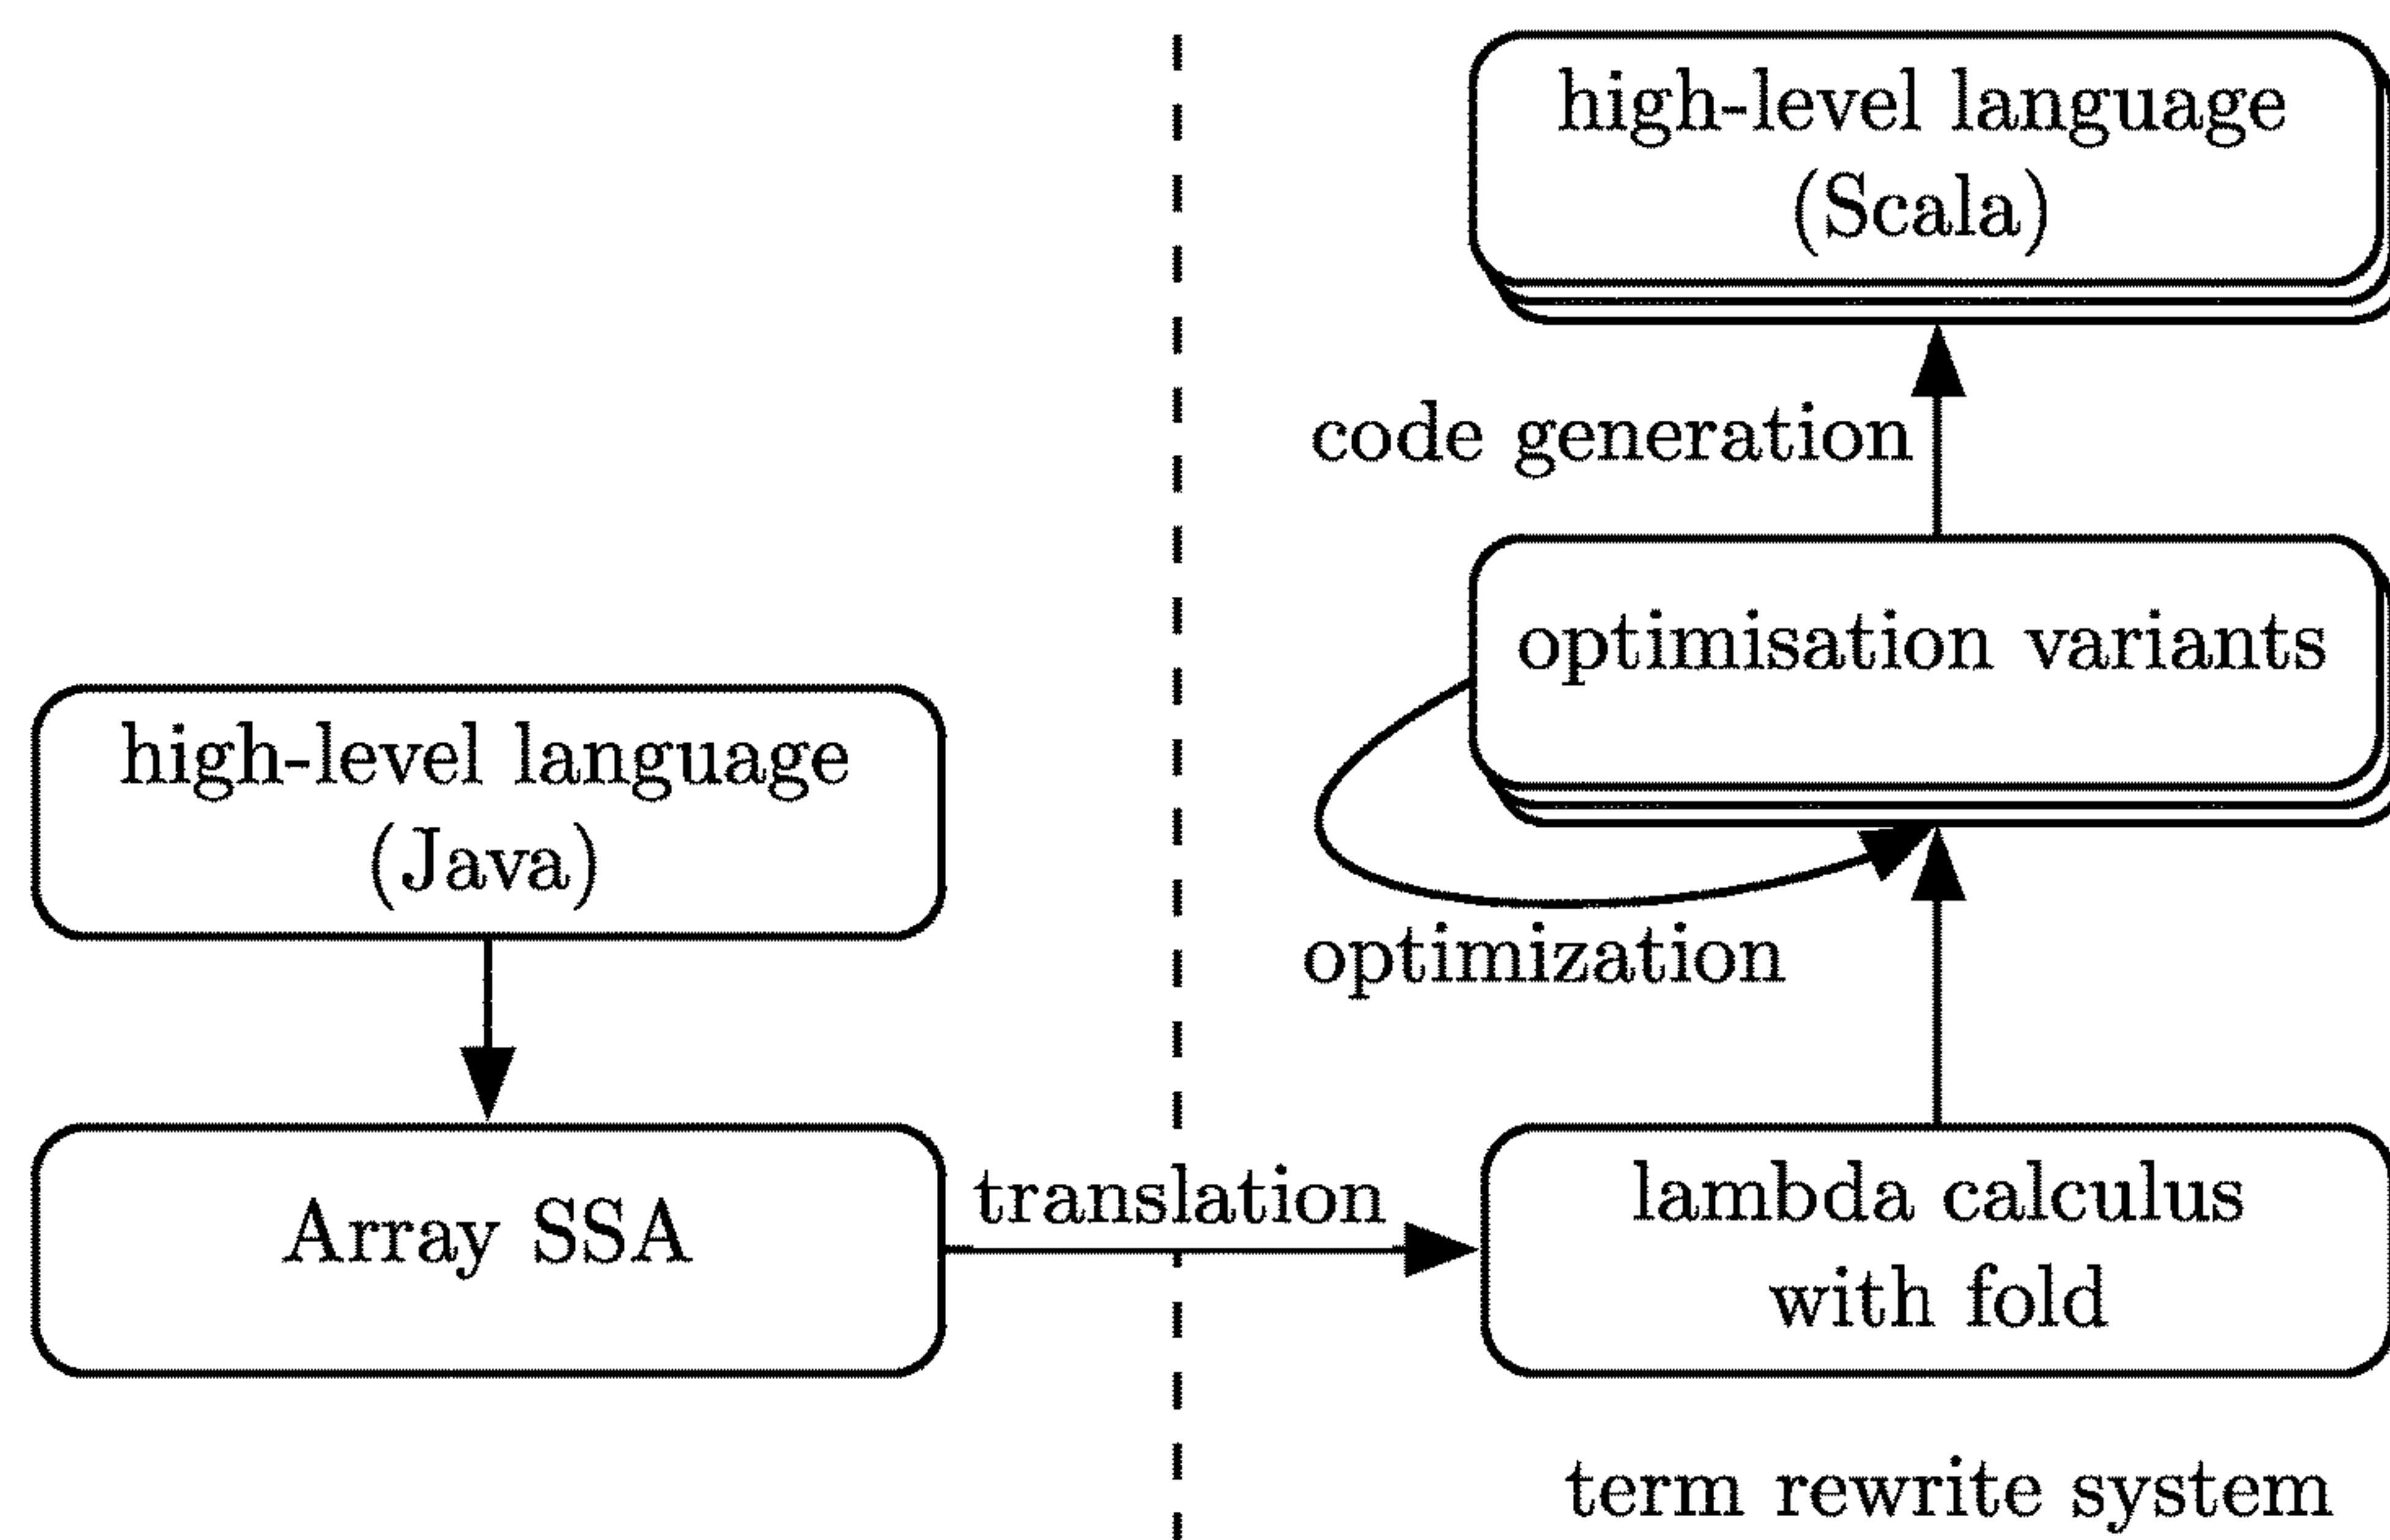 high-level language
(Scala)
code generation
optimisation variants
high-level language
(Java)
optimization
Array SSA
translation
lambda calculus
with fold
term rewrite system